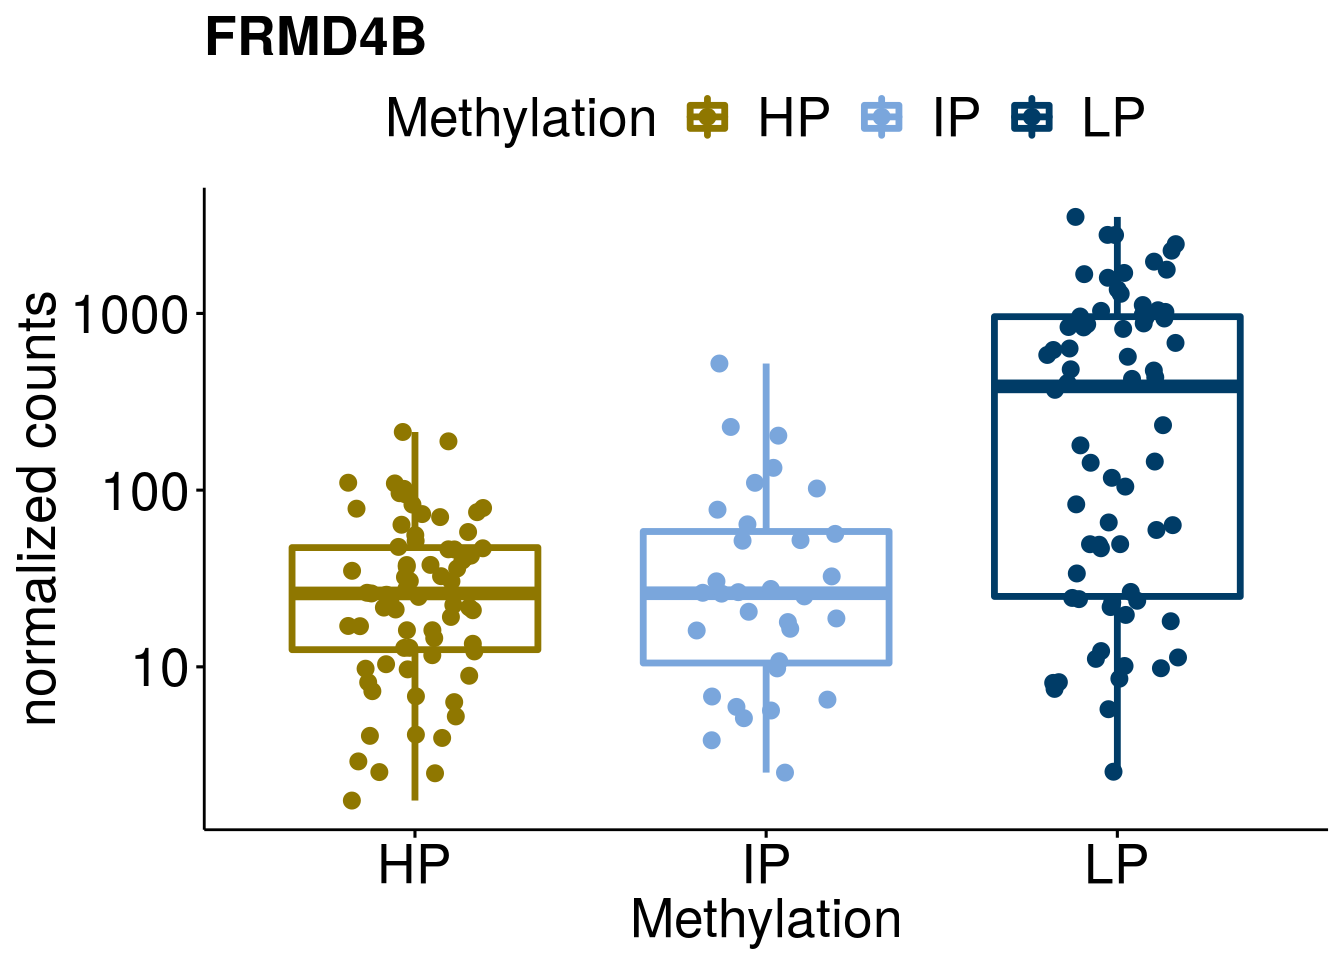 FRMD4B
Methylation HP IP LP
normalized counts
1000
100
10
HP IP LP
Methylation